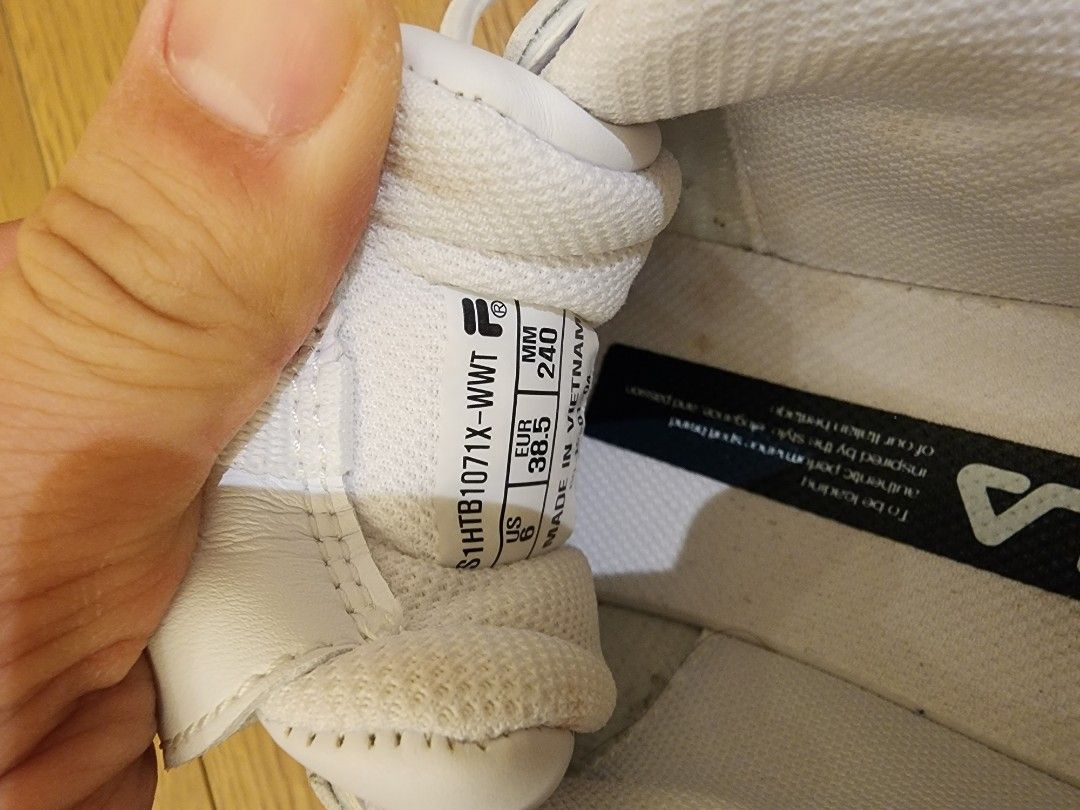 F®
S1HTB1071X-WWT
US EUR MM
6 38.5 240
MADE IN VIETNAM
To be leading
authentic performance sport brand
inspired by the style, elegance and passion
of our Italian heritage